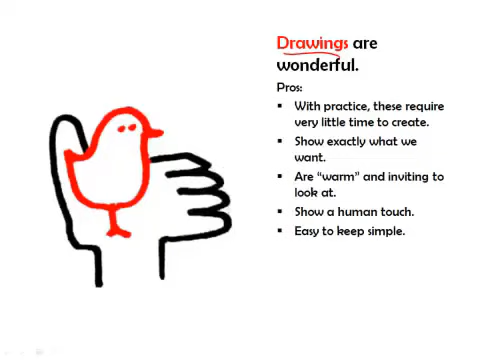 Drawings are
wonderful.
Pros:
▪ With practice, these require
very little time to create.
▪ Show exactly what we
want.
▪ Are “warm” and inviting to
look at.
▪ Show a human touch.
▪ Easy to keep simple.